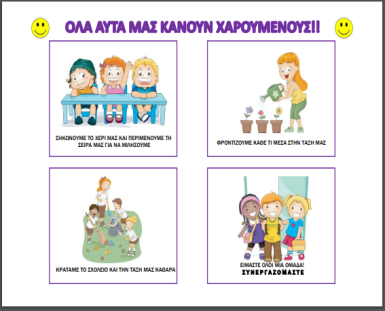 ΟΛΑ ΑΥΤΑ ΜΑΣ ΚΑΝΟΥΝ ΧΑΡΟΥΜΕΝΟΥΣ!!
ΣΗΚΩΝΟΥΜΕ ΤΟ ΧΕΡΙ ΜΑΣ ΚΑΙ ΠΕΡΙΜΕΝΟΥΜΕ ΤΗ
ΣΕΙΡΑ ΜΑΣ ΓΙΑ ΝΑ ΜΙΛΗΣΟΥΜΕ
ΦΡΟΝΤΙΖΟΥΜΕ ΚΑΘΕ ΤΙ ΜΕΣΑ ΣΤΗΝ ΤΑΞΗ ΜΑΣ
ΚΡΑΤΑΜΕ ΤΟ ΣΧΟΛΕΙΟ ΚΑΙ ΤΗΝ ΤΑΞΗ ΜΑΣ ΚΑΘΑΡΑ
ΕΙΜΑΣΤΕ ΟΛΟΙ ΜΙΑ ΟΜΑΔΑ!
ΣΥΝΕΡΓΑΖΟΜΑΣΤΕ